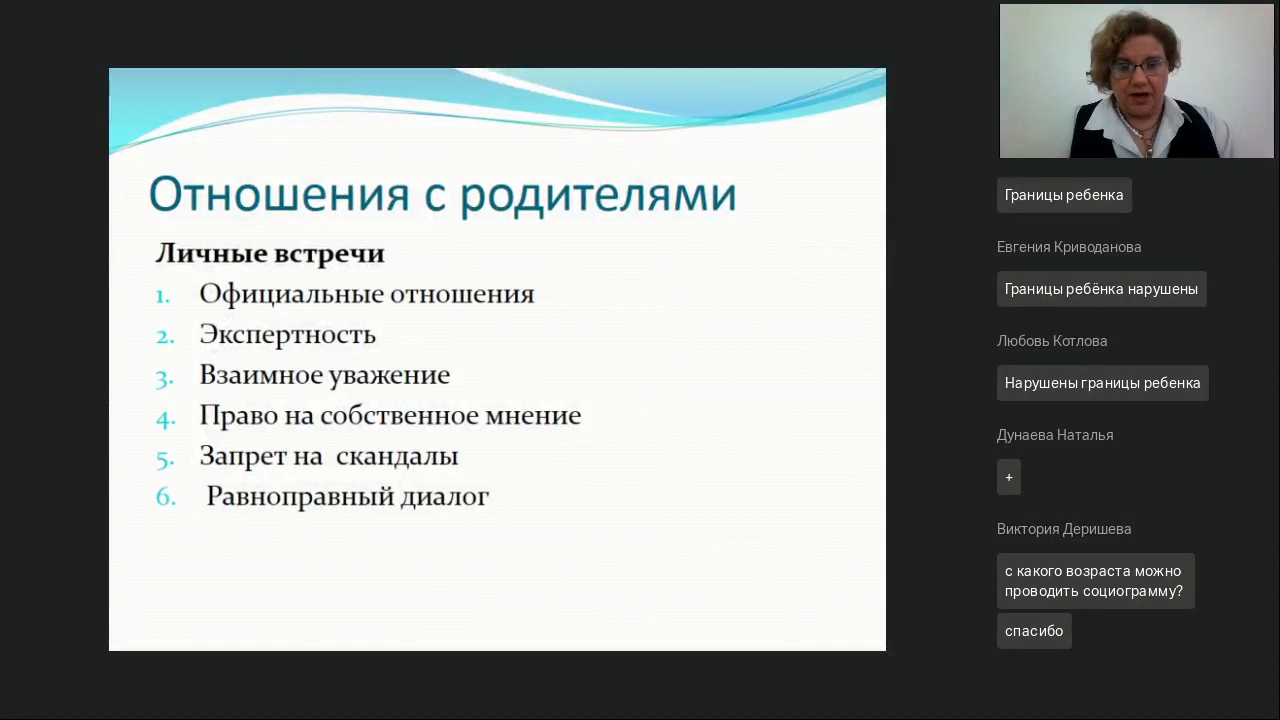 Отношения с родителями
Личные встречи
1. Официальные отношения
2. Экспертность
3. Взаимное уважение
4. Право на собственное мнение
5. Запрет на скандалы
6. Равноправный диалог
Границы ребенка
Евгения Криводанова
Границы ребёнка нарушены
Любовь Котлова
Нарушены границы ребенка
Дунаева Наталья
+
Виктория Деришева
с какого возраста можно
проводить социограмму?
спасибо